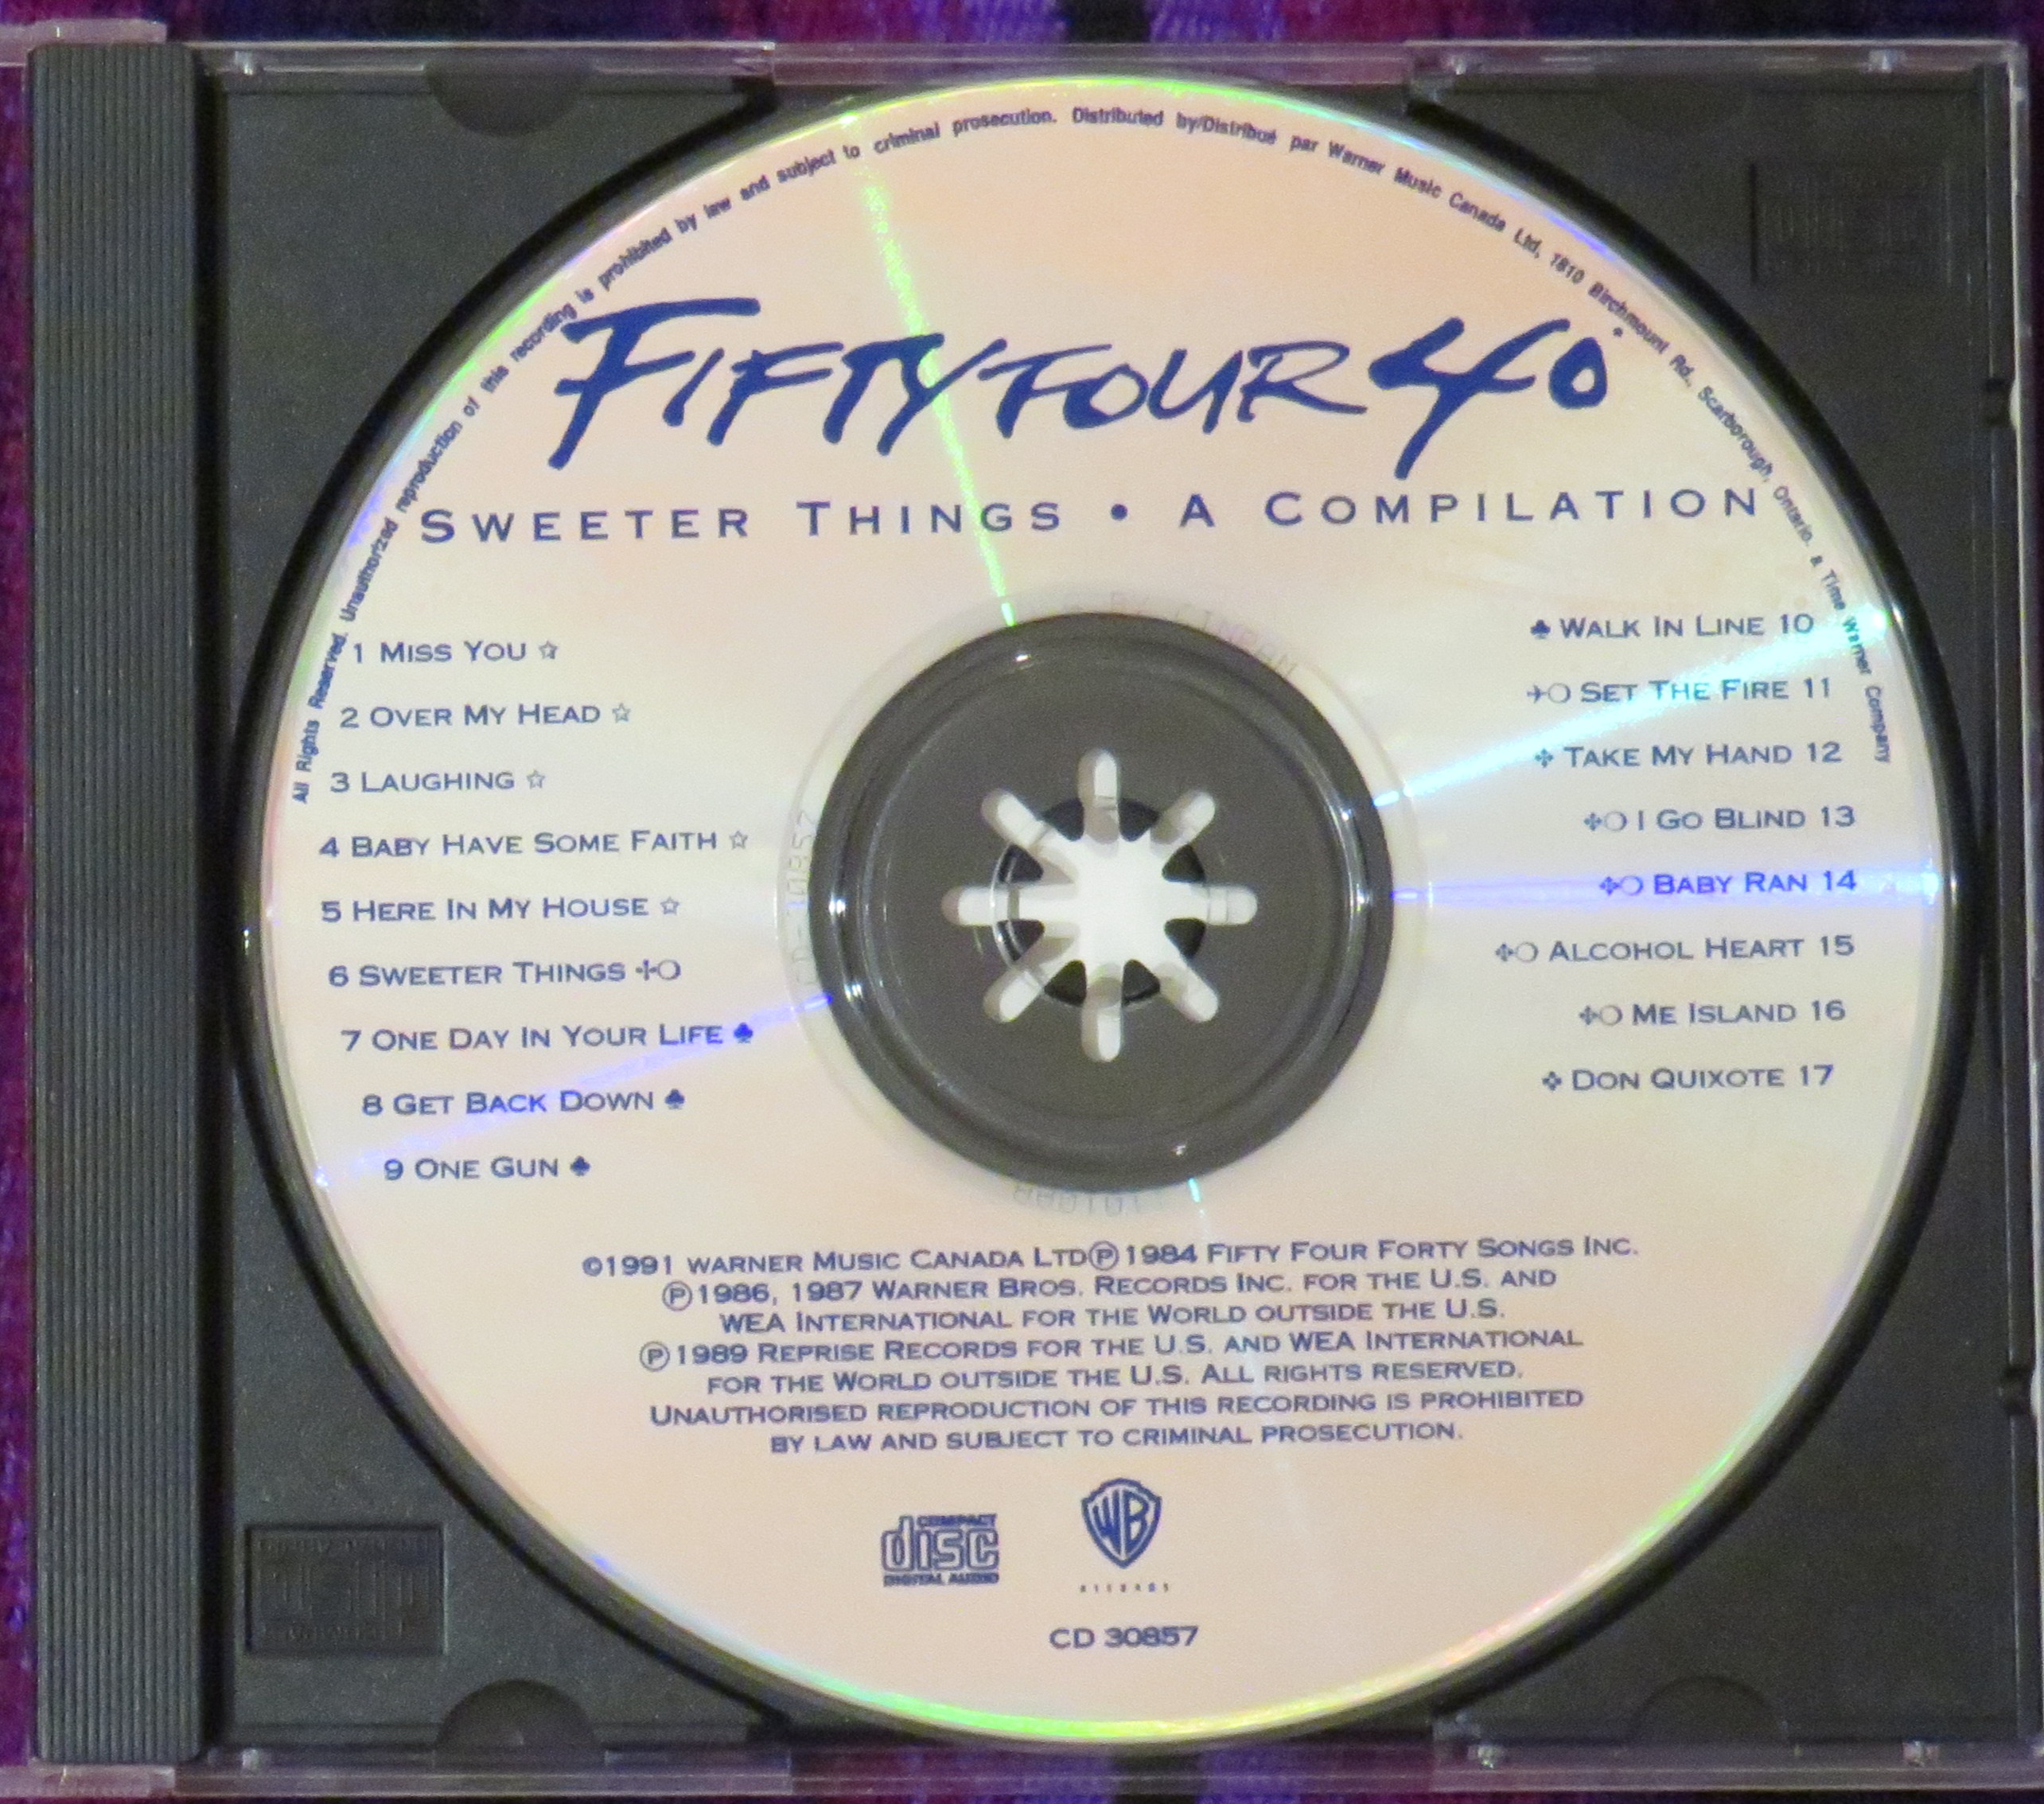 All Rights Reserved. Unauthorized reproduction of this recording is prohibited by law and subject to criminal prosecution. Distributed by/Distribué par Warner Music Canada Ltd, 1810 Birchmount Rd., Scarborough, Ontario. a Time Warner Company
FIFTYFOUR40°
SWEETER THINGS • A COMPILATION
1 MISS YOU ☆
2 OVER MY HEAD ☆
3 LAUGHING ☆
4 BABY HAVE SOME FAITH ☆
5 HERE IN MY HOUSE ☆
6 SWEETER THINGS ✣❍
7 ONE DAY IN YOUR LIFE ♣
8 GET BACK DOWN ♣
9 ONE GUN ♣
♣ WALK IN LINE 10
✈❍ SET THE FIRE 11
✣ TAKE MY HAND 12
✣❍ I GO BLIND 13
✣❍ BABY RAN 14
✣❍ ALCOHOL HEART 15
✣❍ ME ISLAND 16
✣ DON QUIXOTE 17
©1991 WARNER MUSIC CANADA LTD℗1984 FIFTY FOUR FORTY SONGS INC.
℗1986, 1987 WARNER BROS. RECORDS INC. FOR THE U.S. AND
WEA INTERNATIONAL FOR THE WORLD OUTSIDE THE U.S.
℗1989 REPRISE RECORDS FOR THE U.S. AND WEA INTERNATIONAL
FOR THE WORLD OUTSIDE THE U.S. ALL RIGHTS RESERVED.
UNAUTHORISED REPRODUCTION OF THIS RECORDING IS PROHIBITED
BY LAW AND SUBJECT TO CRIMINAL PROSECUTION.
COMPACT
disc
DIGITAL AUDIO
WB
RECORDS
CD 30857